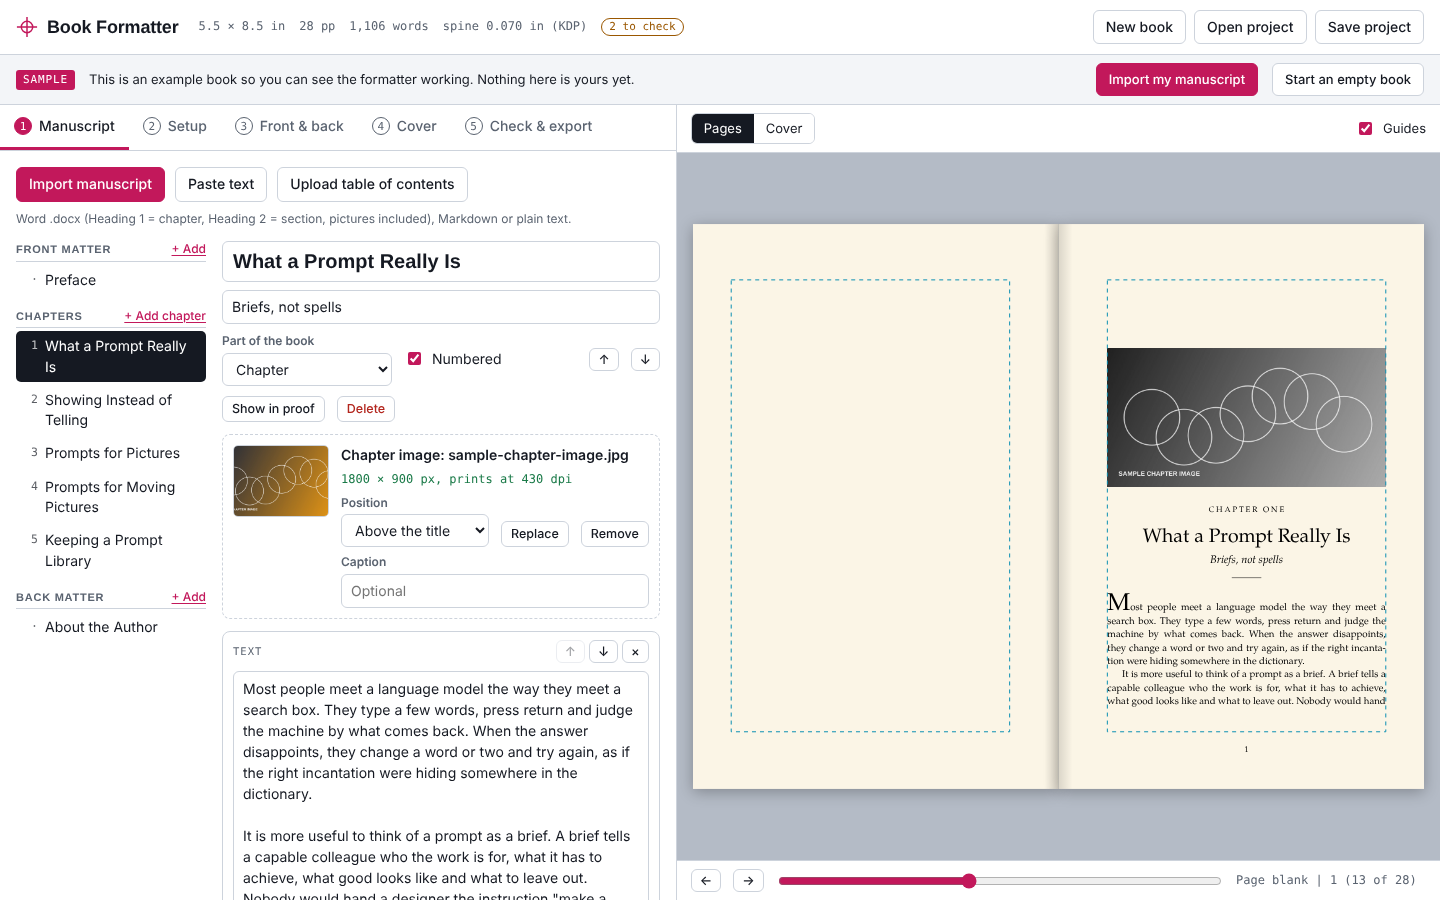 Book Formatter
5.5 × 8.5 in 28 pp 1,106 words spine 0.070 in (KDP) 2 to check
New book Open project Save project
SAMPLE This is an example book so you can see the formatter working. Nothing here is yours yet.
Import my manuscript Start an empty book
1 Manuscript 2 Setup 3 Front & back 4 Cover 5 Check & export
Import manuscript Paste text Upload table of contents
Word .docx (Heading 1 = chapter, Heading 2 = section, pictures included), Markdown or plain text.
FRONT MATTER + Add
· Preface
CHAPTERS + Add chapter
1 What a Prompt Really
Is
2 Showing Instead of
Telling
3 Prompts for Pictures
4 Prompts for Moving
Pictures
5 Keeping a Prompt
Library
BACK MATTER + Add
· About the Author
What a Prompt Really Is
Briefs, not spells
Part of the book
Chapter
Numbered
↑ ↓
Show in proof Delete
Chapter image: sample-chapter-image.jpg
1800 × 900 px, prints at 430 dpi
Position
Above the title Replace Remove
Caption
Optional
TEXT ↑ ↓ ×
Most people meet a language model the way they meet a
search box. They type a few words, press return and judge
the machine by what comes back. When the answer
disappoints, they change a word or two and try again, as if
the right incantation were hiding somewhere in the
dictionary.
It is more useful to think of a prompt as a brief. A brief tells
a capable colleague who the work is for, what it has to
achieve, what good looks like and what to leave out.
Nobody would hand a designer the instruction "make a
Pages Cover
Guides
SAMPLE CHAPTER IMAGE
CHAPTER ONE
What a Prompt Really Is
Briefs, not spells
Most people meet a language model the way they meet a
search box. They type a few words, press return and judge the
machine by what comes back. When the answer disappoints,
they change a word or two and try again, as if the right incanta-
tion were hiding somewhere in the dictionary.
It is more useful to think of a prompt as a brief. A brief tells a
capable colleague who the work is for, what it has to achieve,
what good looks like and what to leave out. Nobody would hand
1
← → Page blank | 1 (13 of 28)